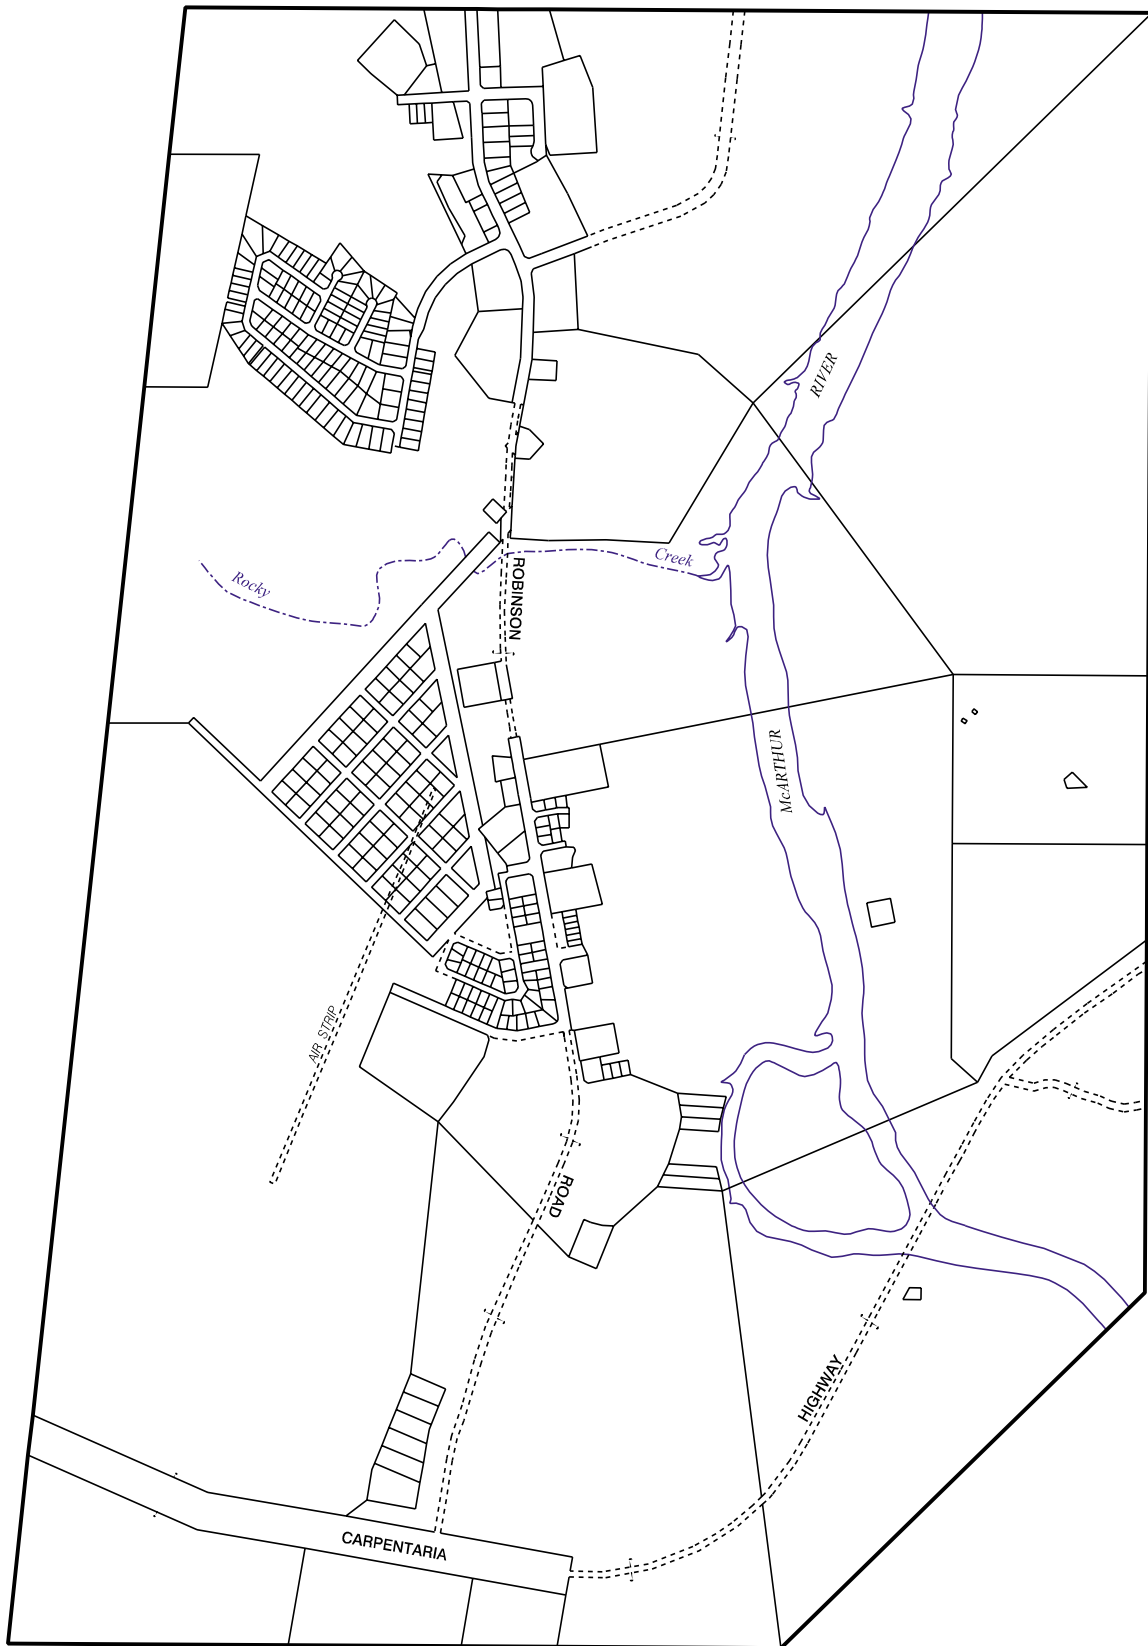 RIVER
Creek
Rocky
ROBINSON
McARTHUR
AIR STRIP
ROAD
HIGHWAY
CARPENTARIA